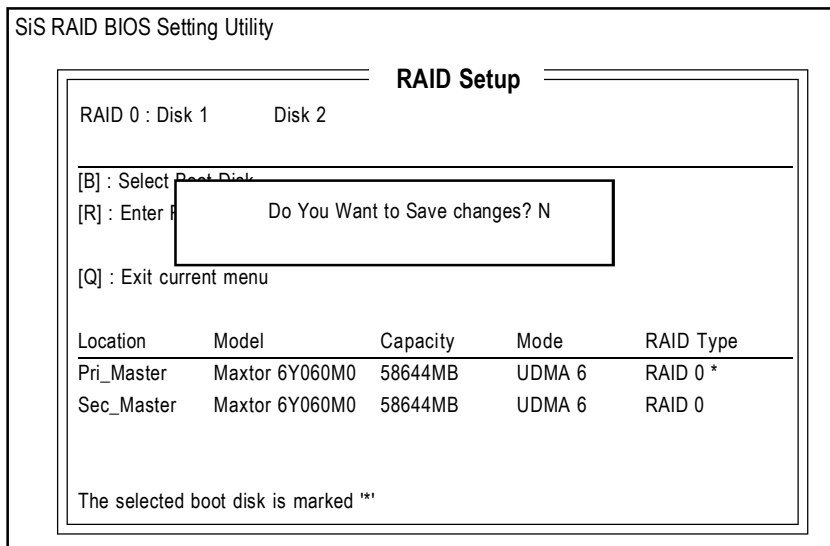 SiS RAID BIOS Setting Utility
RAID Setup
RAID 0 : Disk 1 Disk 2
[B] : Select Boot Disk
[R] : Enter
Do You Want to Save changes? N
[Q] : Exit current menu
Location Model Capacity Mode RAID Type
Pri_Master Maxtor 6Y060M0 58644MB UDMA 6 RAID 0 *
Sec_Master Maxtor 6Y060M0 58644MB UDMA 6 RAID 0
The selected boot disk is marked '*'